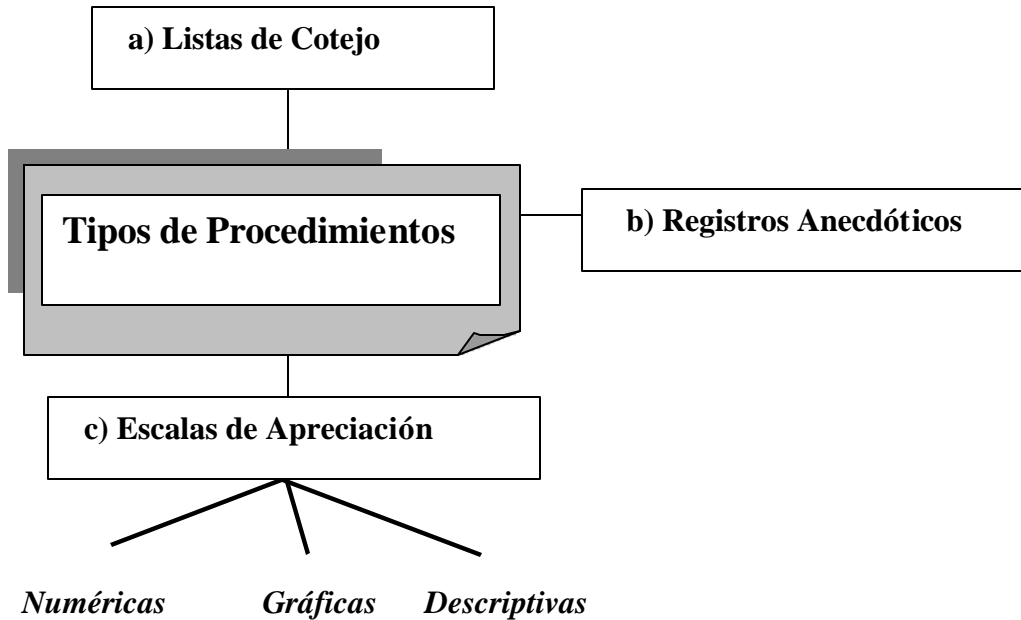 a) Listas de Cotejo
Tipos de Procedimientos
b) Registros Anecdóticos
c) Escalas de Apreciación
Numéricas Gráficas Descriptivas